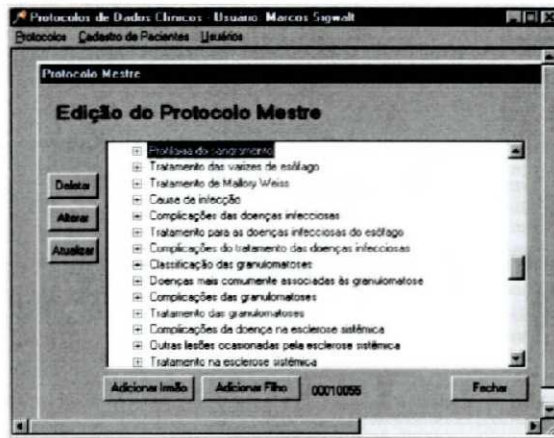 Protocolos de Dados Clínicos - Usuário: Marcos Sigwalt
Protocolos Cadastro de Pacientes Usuários
Protocolo Mestre
Edição do Protocolo Mestre
Profilaxia do sangramento
Tratamento das varizes de esôfago
Tratamento de Mallory Weiss
Causa de infecção
Complicações das doenças infecciosas
Tratamento para as doenças infecciosas do esôfago
Complicações do tratamento das doenças infecciosas
Classificação das granulomatoses
Doenças mais comumente associadas às granulomatose
Complicações das granulomatoses
Tratamento das granulomatoses
Complicações da doença na esclerose sistêmica
Outras lesões ocasionadas pela esclerose sistêmica
Tratamento na esclerose sistêmica
Deletar
Alterar
Atualizar
Adicionar Irmão Adicionar Filho 00010055 Fechar